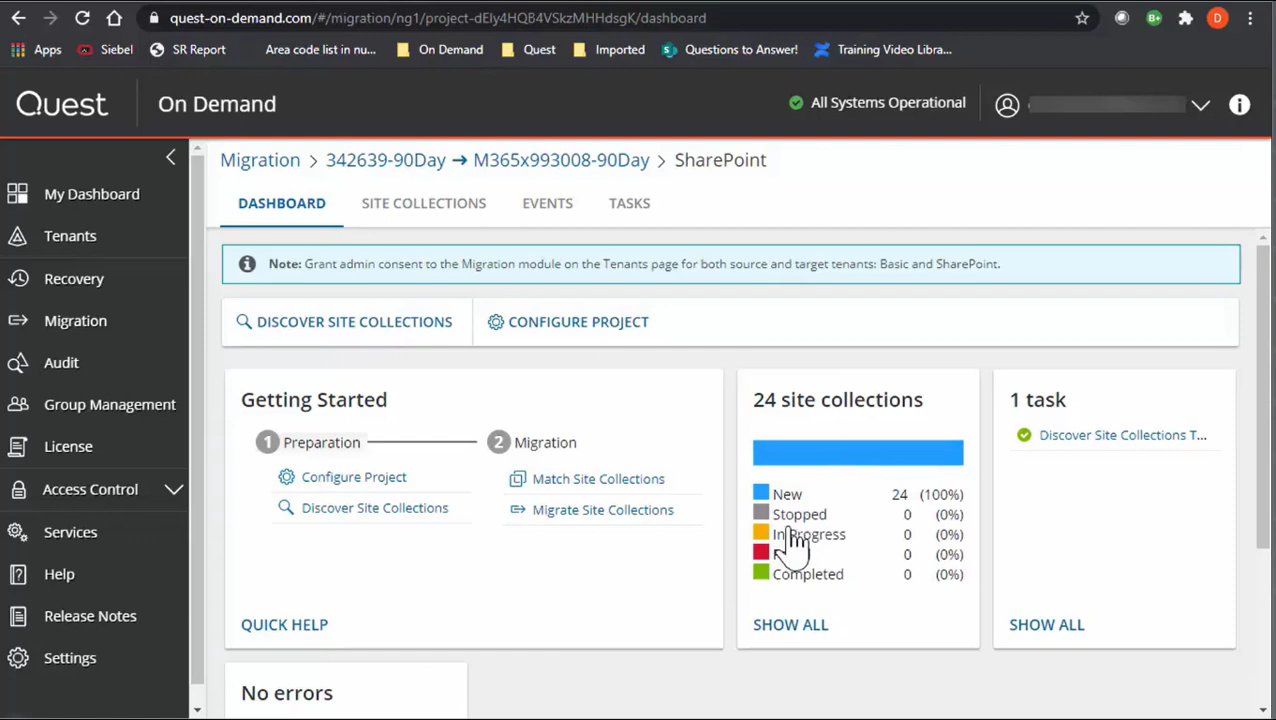 quest-on-demand.com/#/migration/ng1/project-dEly4HQB4VSkzMHHdsgK/dashboard
B+
D
Apps
Siebel
SR Report
Area code list in nu...
On Demand
Quest
Imported
Questions to Answer!
Training Video Libra...
Quest
On Demand
All Systems Operational
My Dashboard
Tenants
Recovery
Migration
Audit
Group Management
License
Access Control
Services
Help
Release Notes
Settings
Migration > 342639-90Day → M365x993008-90Day > SharePoint
DASHBOARD
SITE COLLECTIONS
EVENTS
TASKS
Note: Grant admin consent to the Migration module on the Tenants page for both source and target tenants: Basic and SharePoint.
DISCOVER SITE COLLECTIONS
CONFIGURE PROJECT
Getting Started
1 Preparation
Configure Project
Discover Site Collections
2 Migration
Match Site Collections
Migrate Site Collections
QUICK HELP
24 site collections
New 24 (100%)
Stopped 0 (0%)
In Progress 0 (0%)
0 (0%)
Completed 0 (0%)
SHOW ALL
1 task
Discover Site Collections T...
SHOW ALL
No errors